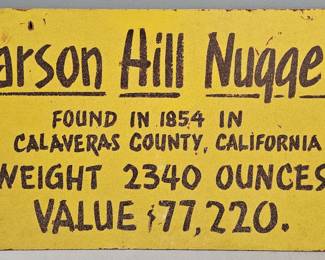 arson Hill Nugge
FOUND IN 1854 IN
CALAVERAS COUNTY, CALIFORNIA
WEIGHT 2340 OUNCES
VALUE $77,220.